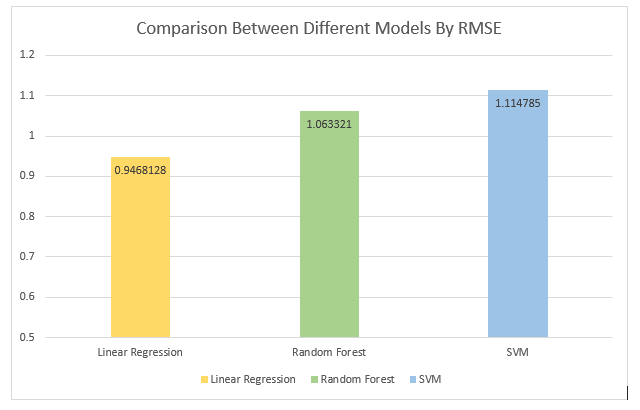 Comparison Between Different Models By RMSE
1.2
1.1
1
0.9
0.8
0.7
0.6
0.5
0.9468128
1.063321
1.114785
Linear Regression
Random Forest
SVM
Linear Regression Random Forest SVM